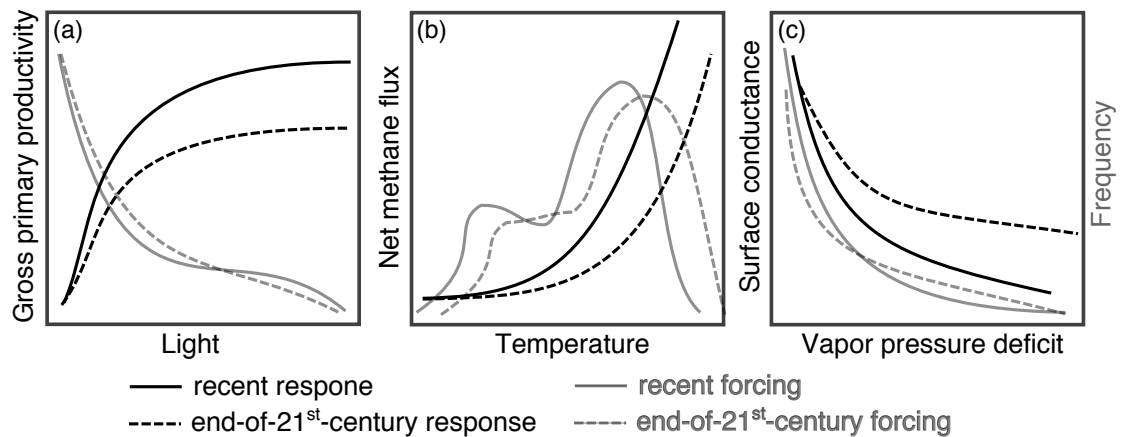 (a)
Gross primary productivity
Light
(b)
Net methane flux
Temperature
(c)
Surface conductance
Vapor pressure deficit
Frequency
recent respone
recent forcing
end-of-21st-century response
end-of-21st-century forcing